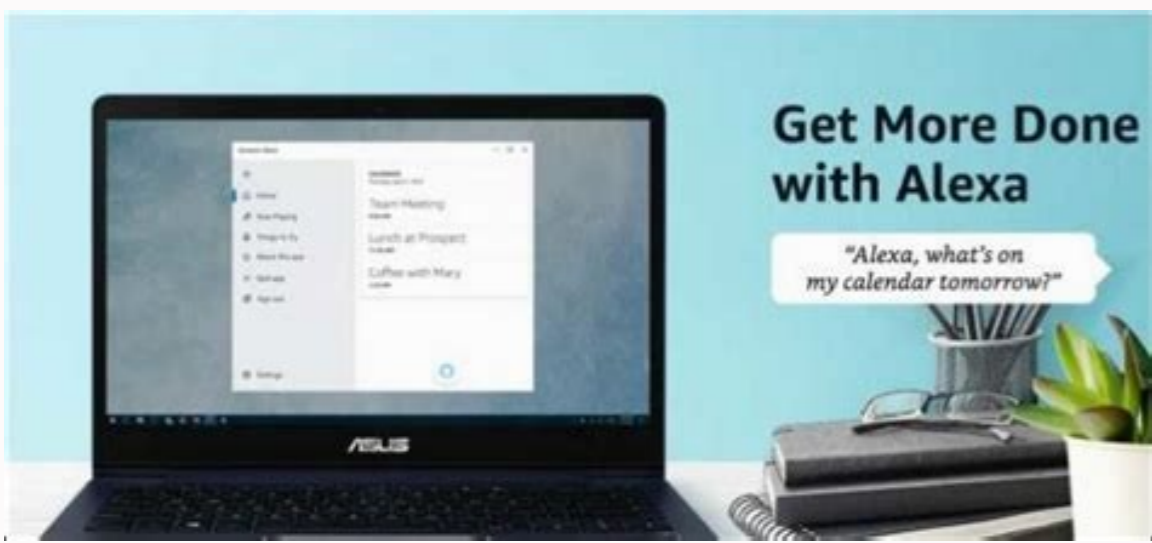 Home
Now Playing
Things to Try
Settings
Team Meeting
Lunch at Prospect
Coffee with Mary
ASUS
Get More Done
with Alexa
“Alexa, what’s on
my calendar tomorrow?”